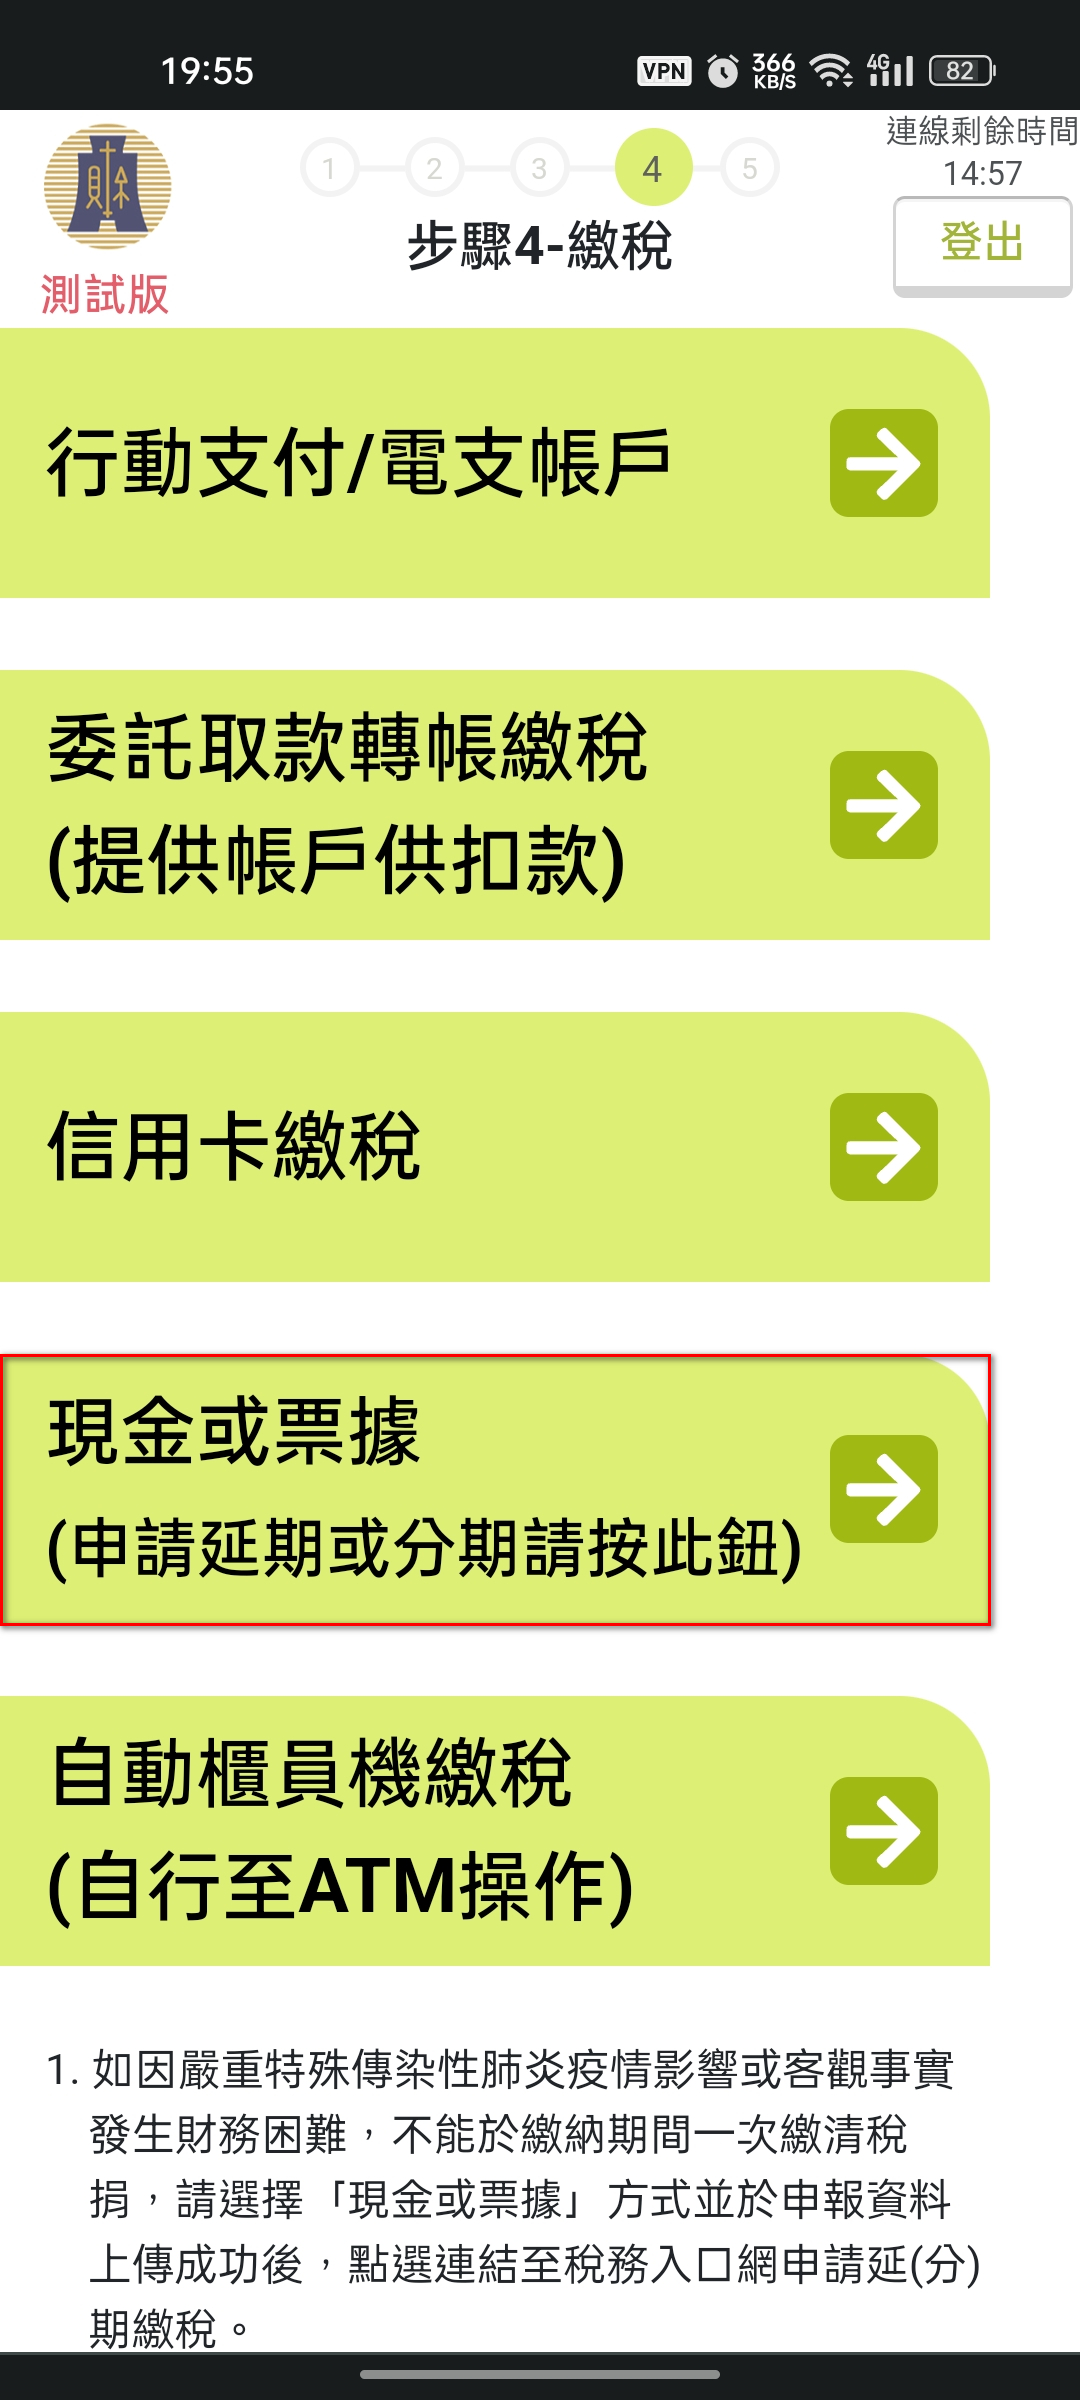 19:55
VPN 366 KB/S 4G 82
連線剩餘時間
14:57
登出
1 2 3 4 5
步驟4-繳稅
財
測試版
行動支付/電支帳戶
委託取款轉帳繳稅
(提供帳戶供扣款)
信用卡繳稅
現金或票據
(申請延期或分期請按此鈕)
自動櫃員機繳稅
(自行至ATM操作)
1. 如因嚴重特殊傳染性肺炎疫情影響或客觀事實
發生財務困難，不能於繳納期間一次繳清稅
捐，請選擇「現金或票據」方式並於申報資料
上傳成功後，點選連結至稅務入口網申請延(分)
期繳稅。